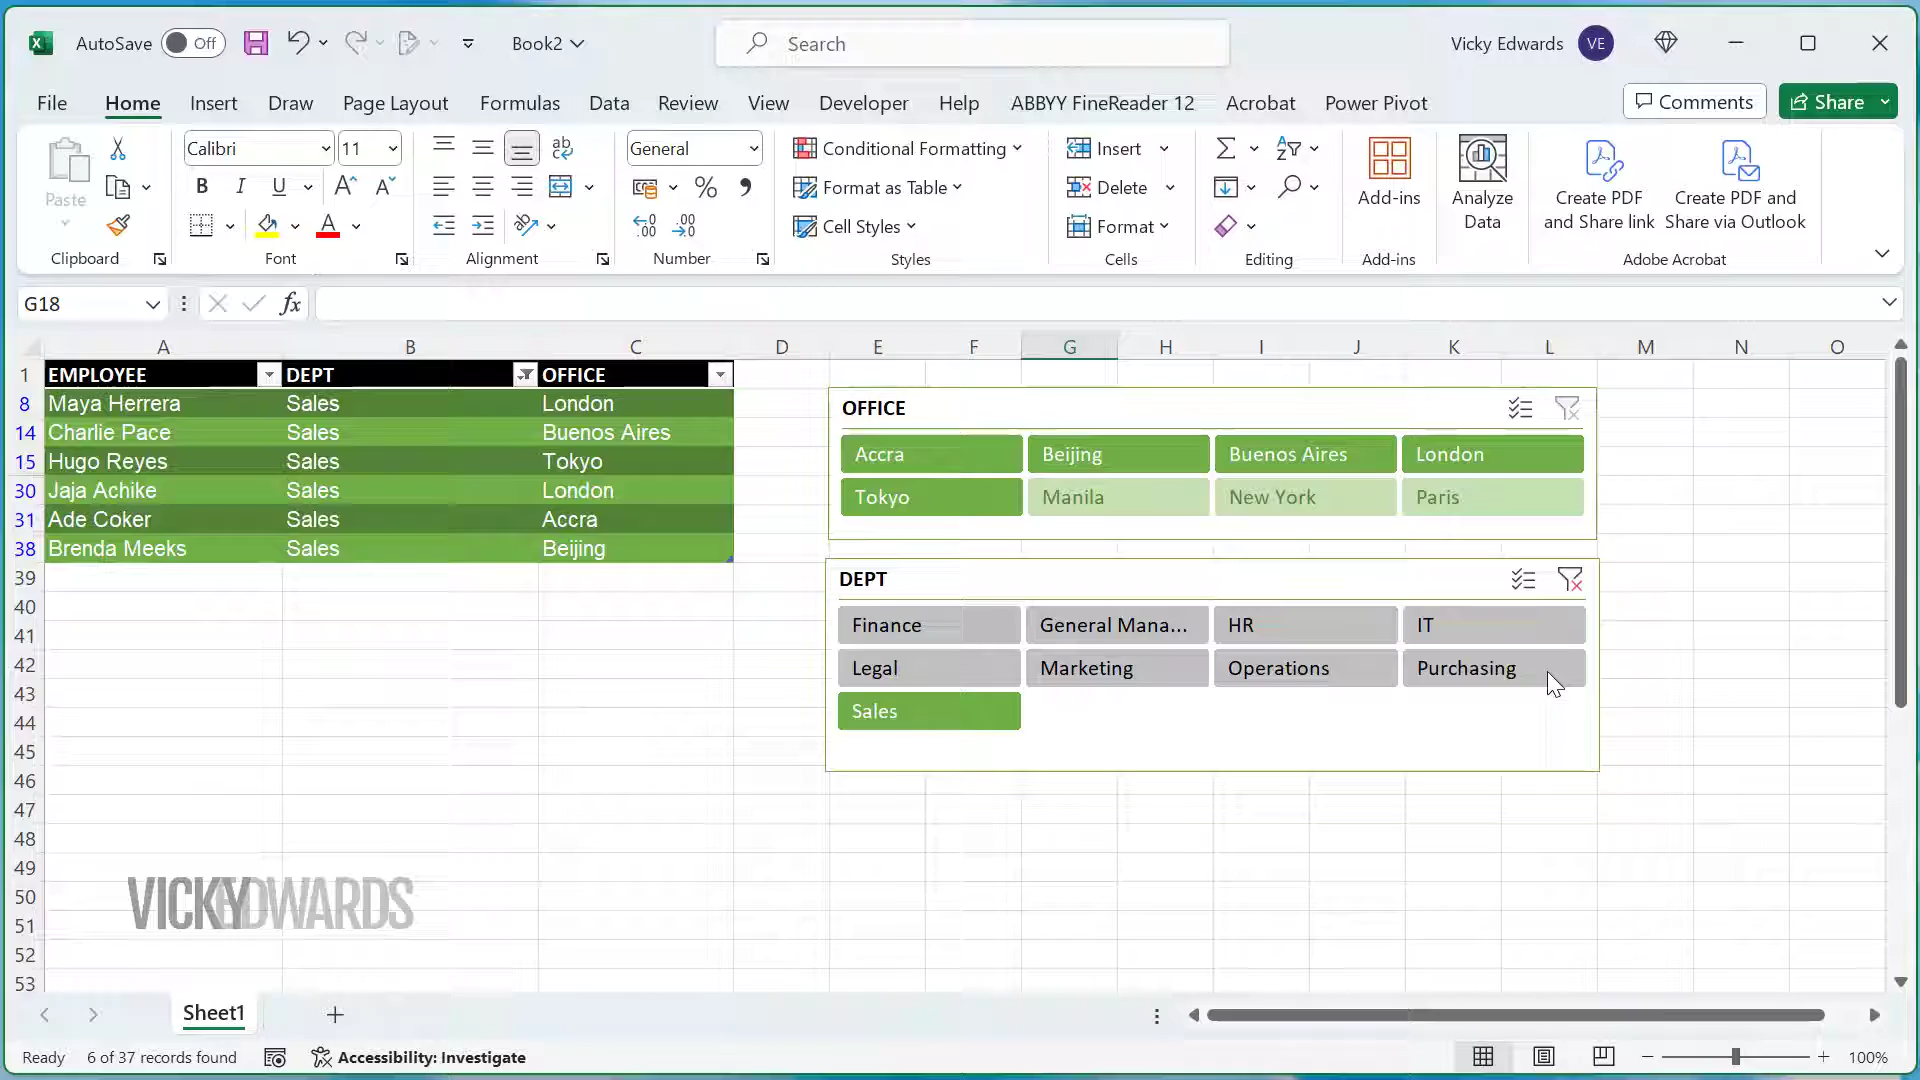 AutoSave Off Book2 Search Vicky Edwards VE
File Home Insert Draw Page Layout Formulas Data Review View Developer Help ABBYY FineReader 12 Acrobat Power Pivot Comments Share
Calibri 11 General Conditional Formatting Insert
Paste B I U Format as Table Delete Add-ins Analyze Data Create PDF and Share link Create PDF and Share via Outlook
Cell Styles Format
Clipboard Font Alignment Number Styles Cells Editing Add-ins Adobe Acrobat
G18 fx
A B C D E F G H I J K L M N O
1 EMPLOYEE DEPT OFFICE
8 Maya Herrera Sales London
14 Charlie Pace Sales Buenos Aires
15 Hugo Reyes Sales Tokyo
30 Jaja Achike Sales London
31 Ade Coker Sales Accra
38 Brenda Meeks Sales Beijing
39
40
41
42
43
44
45
46
47
48
49
50
51
52
53
OFFICE
Accra Beijing Buenos Aires London
Tokyo Manila New York Paris
DEPT
Finance General Mana... HR IT
Legal Marketing Operations Purchasing
Sales
VICKYEDWARDS
Sheet1
Ready 6 of 37 records found Accessibility: Investigate 100%